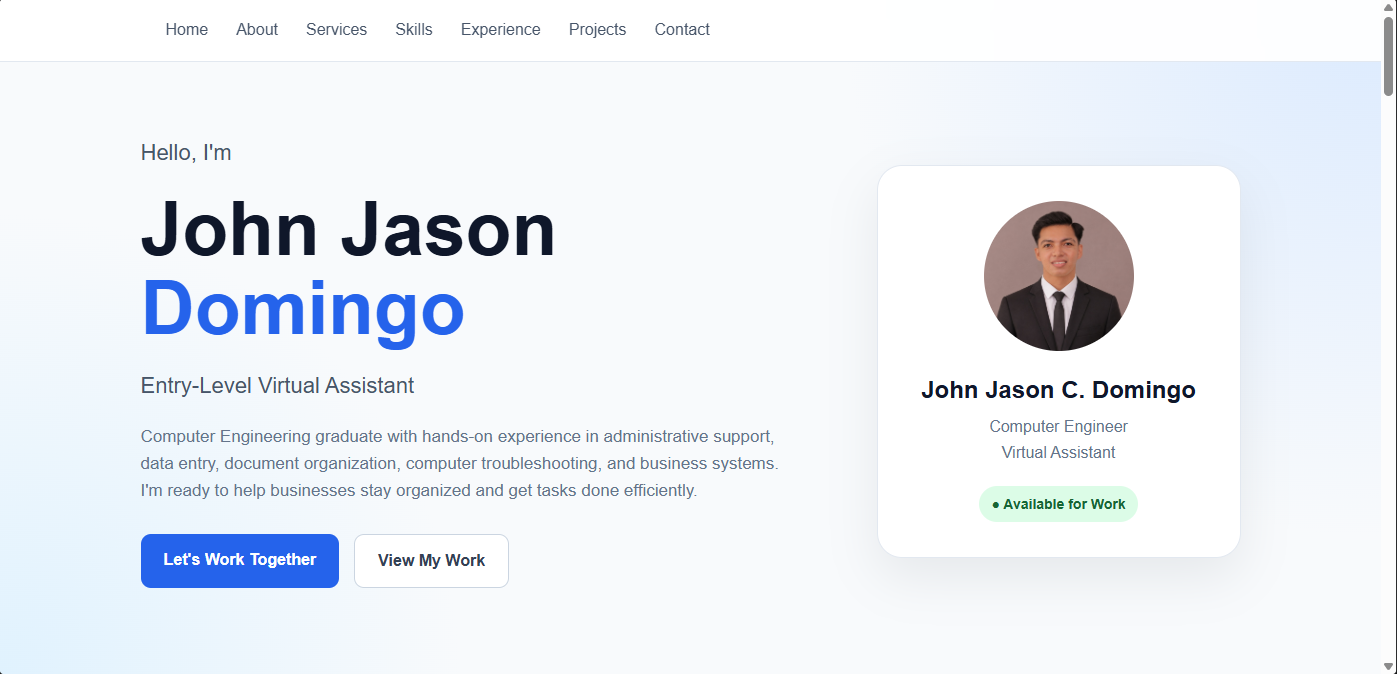 Home About Services Skills Experience Projects Contact
Hello, I'm
John Jason
Domingo
Entry-Level Virtual Assistant
Computer Engineering graduate with hands-on experience in administrative support,
data entry, document organization, computer troubleshooting, and business systems.
I'm ready to help businesses stay organized and get tasks done efficiently.
Let's Work Together
View My Work
John Jason C. Domingo
Computer Engineer
Virtual Assistant
● Available for Work